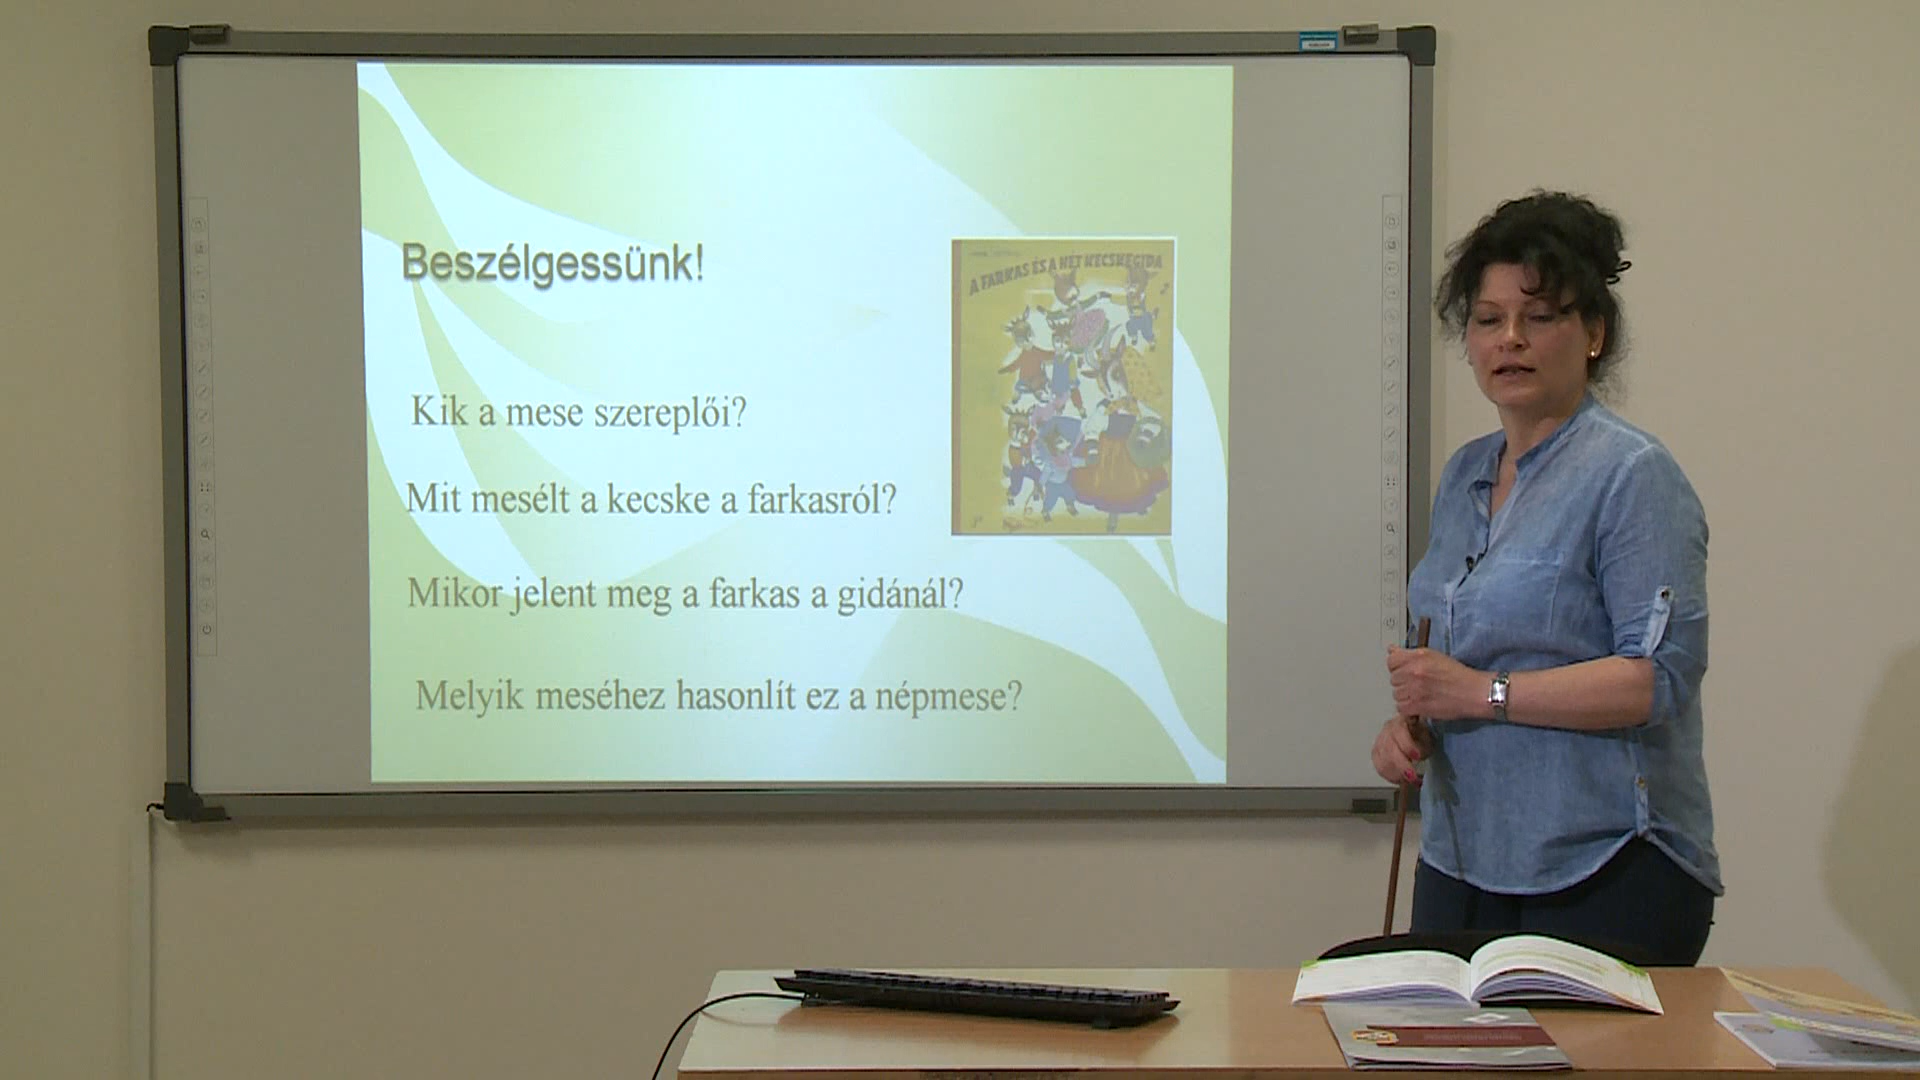 Beszélgessünk!
A FARKAS ÉS A HÉT KECSKEGIDA
Kik a mese szereplői?
Mit mesélt a kecske a farkasról?
Mikor jelent meg a farkas a gidánál?
Melyik meséhez hasonlít ez a népmese?